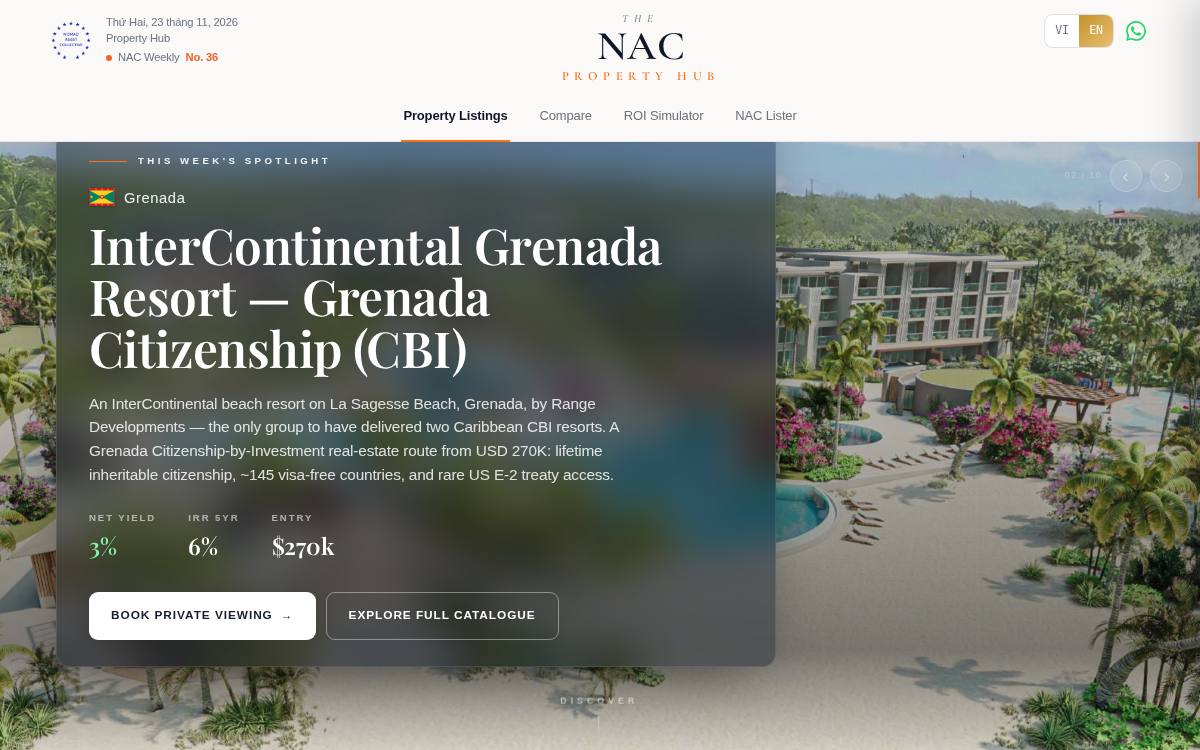 NOMAD
ASSET
COLLECTIVE
Thứ Hai, 23 tháng 11, 2026
Property Hub
NAC Weekly No. 36
THE
NAC
PROPERTY HUB
VI
EN
Property Listings
Compare
ROI Simulator
NAC Lister
THIS WEEK'S SPOTLIGHT
02 / 10
Grenada
InterContinental Grenada
Resort — Grenada
Citizenship (CBI)
An InterContinental beach resort on La Sagesse Beach, Grenada, by Range
Developments — the only group to have delivered two Caribbean CBI resorts. A
Grenada Citizenship-by-Investment real-estate route from USD 270K: lifetime
inheritable citizenship, ~145 visa-free countries, and rare US E-2 treaty access.
NET YIELD
IRR 5YR
ENTRY
3%
6%
$270k
BOOK PRIVATE VIEWING →
EXPLORE FULL CATALOGUE
DISCOVER